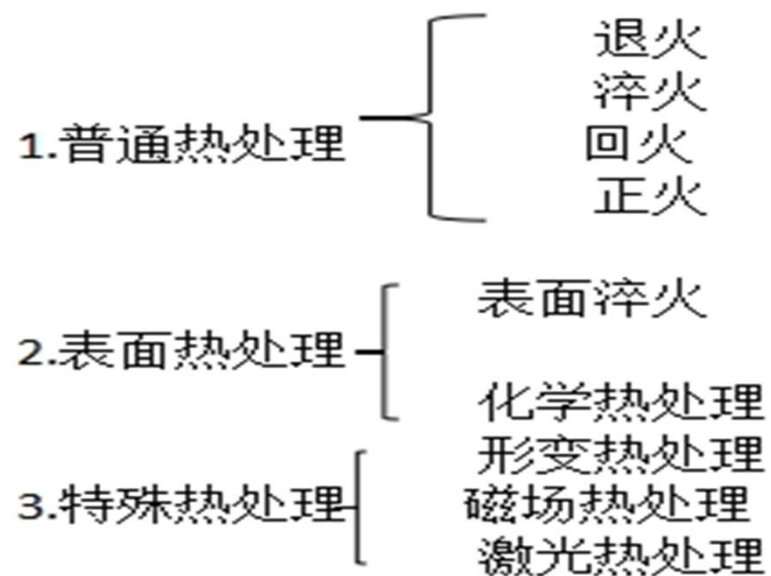 1.普通热处理
退火
淬火
回火
正火
2.表面热处理
表面淬火
化学热处理
3.特殊热处理
形变热处理
磁场热处理
激光热处理